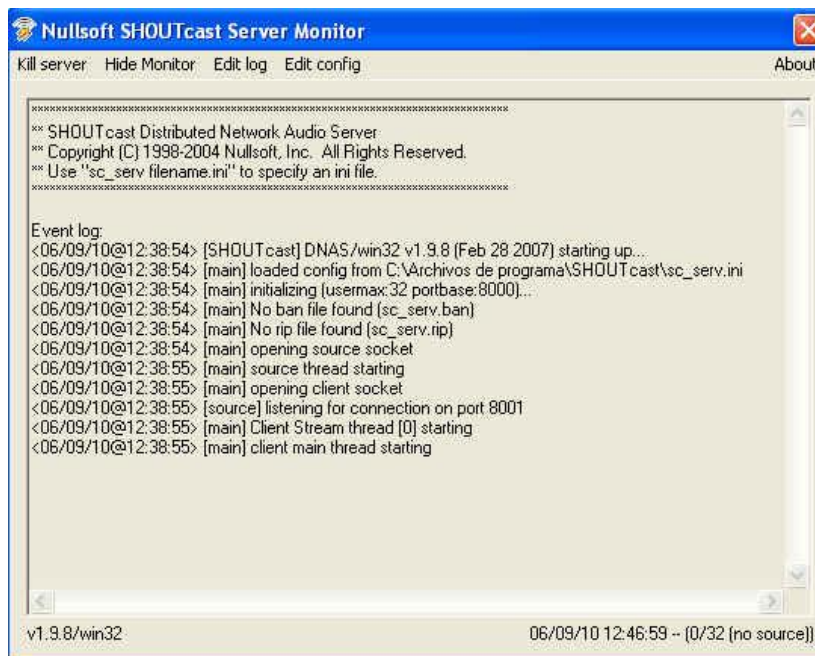 Nullsoft SHOUTcast Server Monitor
Kill server Hide Monitor Edit log Edit config About
** SHOUTcast Distributed Network Audio Server
** Copyright (C) 1998-2004 Nullsoft, Inc. All Rights Reserved.
** Use "sc_serv filename.ini" to specify an ini file.
Event log:
<06/09/10@12:38:54> [SHOUTcast] DNAS/win32 v1.9.8 (Feb 28 2007) starting up...
<06/09/10@12:38:54> [main] loaded config from C:\Archivos de programa\SHOUTcast\sc_serv.ini
<06/09/10@12:38:54> [main] initializing (usermax:32 portbase:8000)...
<06/09/10@12:38:54> [main] No ban file found (sc_serv.ban)
<06/09/10@12:38:54> [main] No rip file found (sc_serv.rip)
<06/09/10@12:38:54> [main] opening source socket
<06/09/10@12:38:55> [main] source thread starting
<06/09/10@12:38:55> [main] opening client socket
<06/09/10@12:38:55> [source] listening for connection on port 8001
<06/09/10@12:38:55> [main] Client Stream thread [0] starting
<06/09/10@12:38:55> [main] client main thread starting
v1.9.8/win32 06/09/10 12:46:59 -- (0/32 (no source))